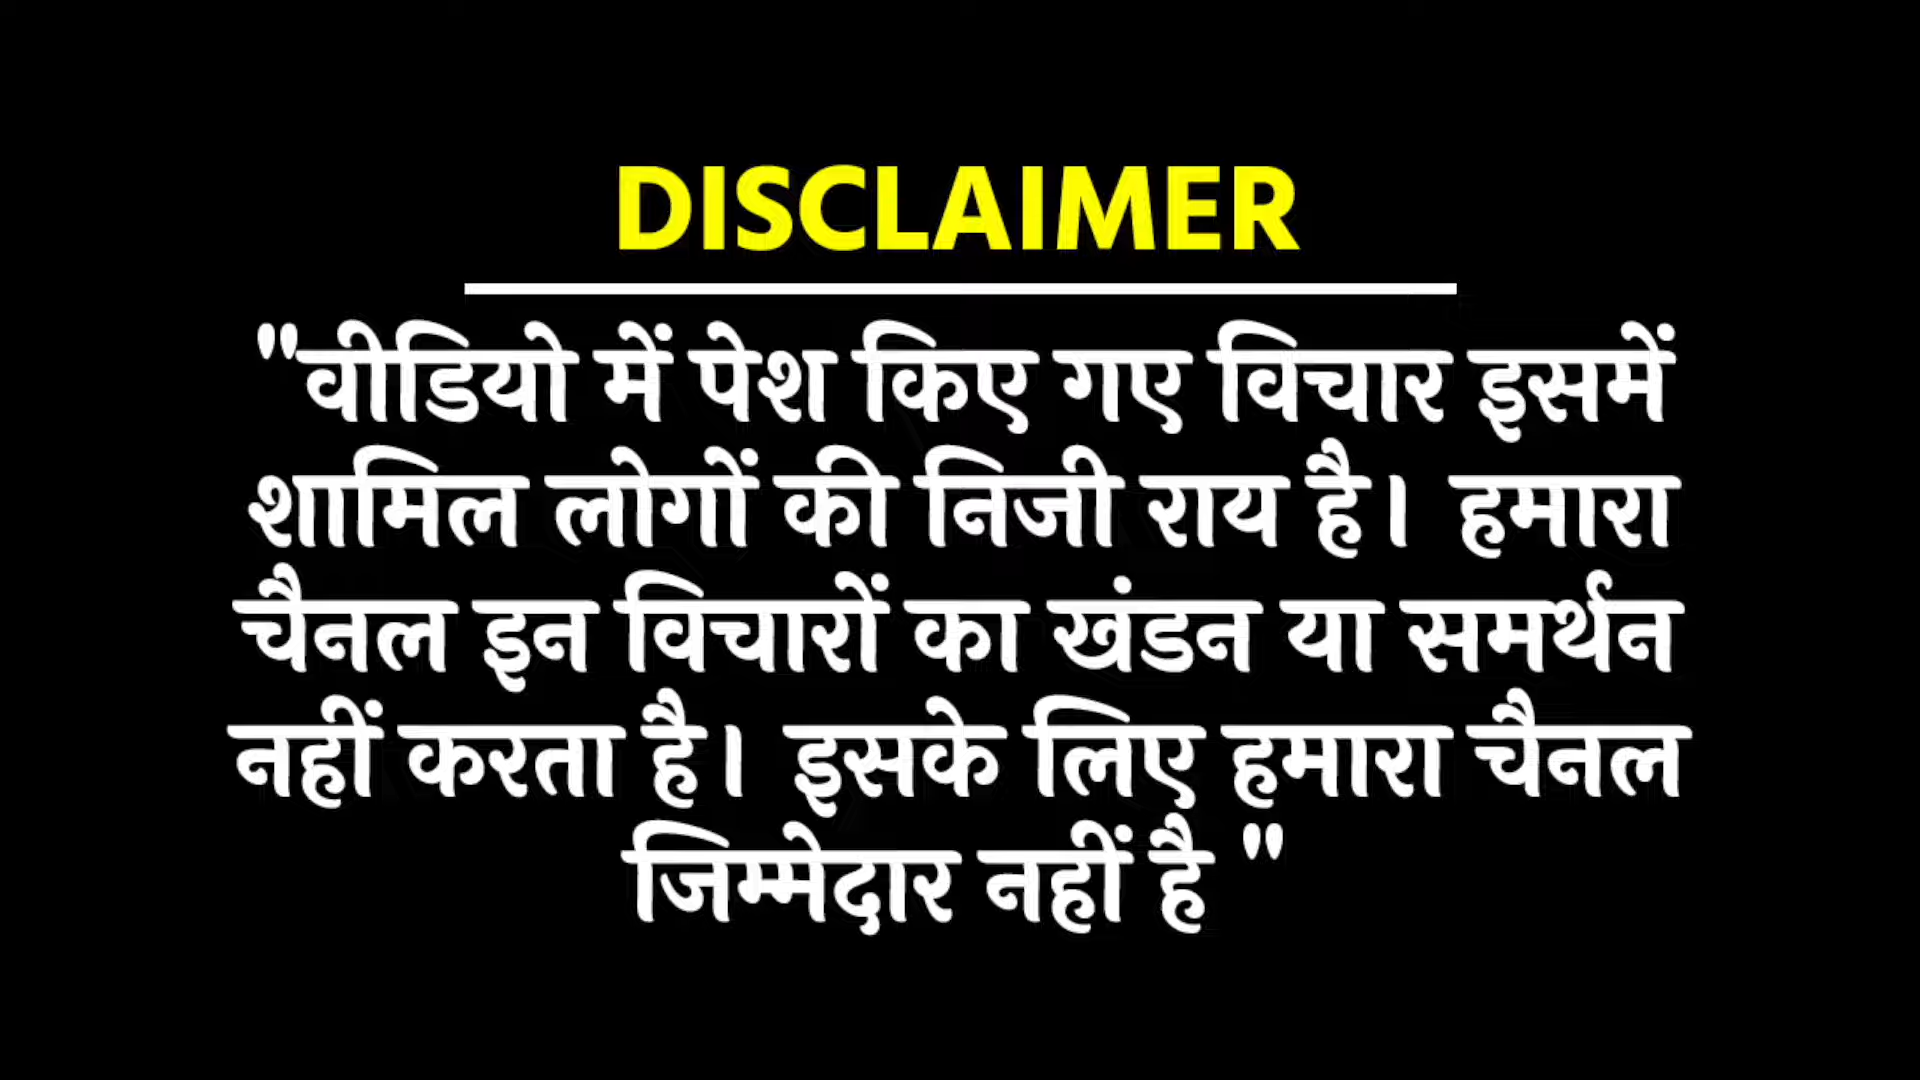 DISCLAIMER
"वीडियो में पेश किए गए विचार इसमें
शामिल लोगों की निजी राय है। हमारा
चैनल इन विचारों का खंडन या समर्थन
नहीं करता है। इसके लिए हमारा चैनल
जिम्मेदार नहीं है "